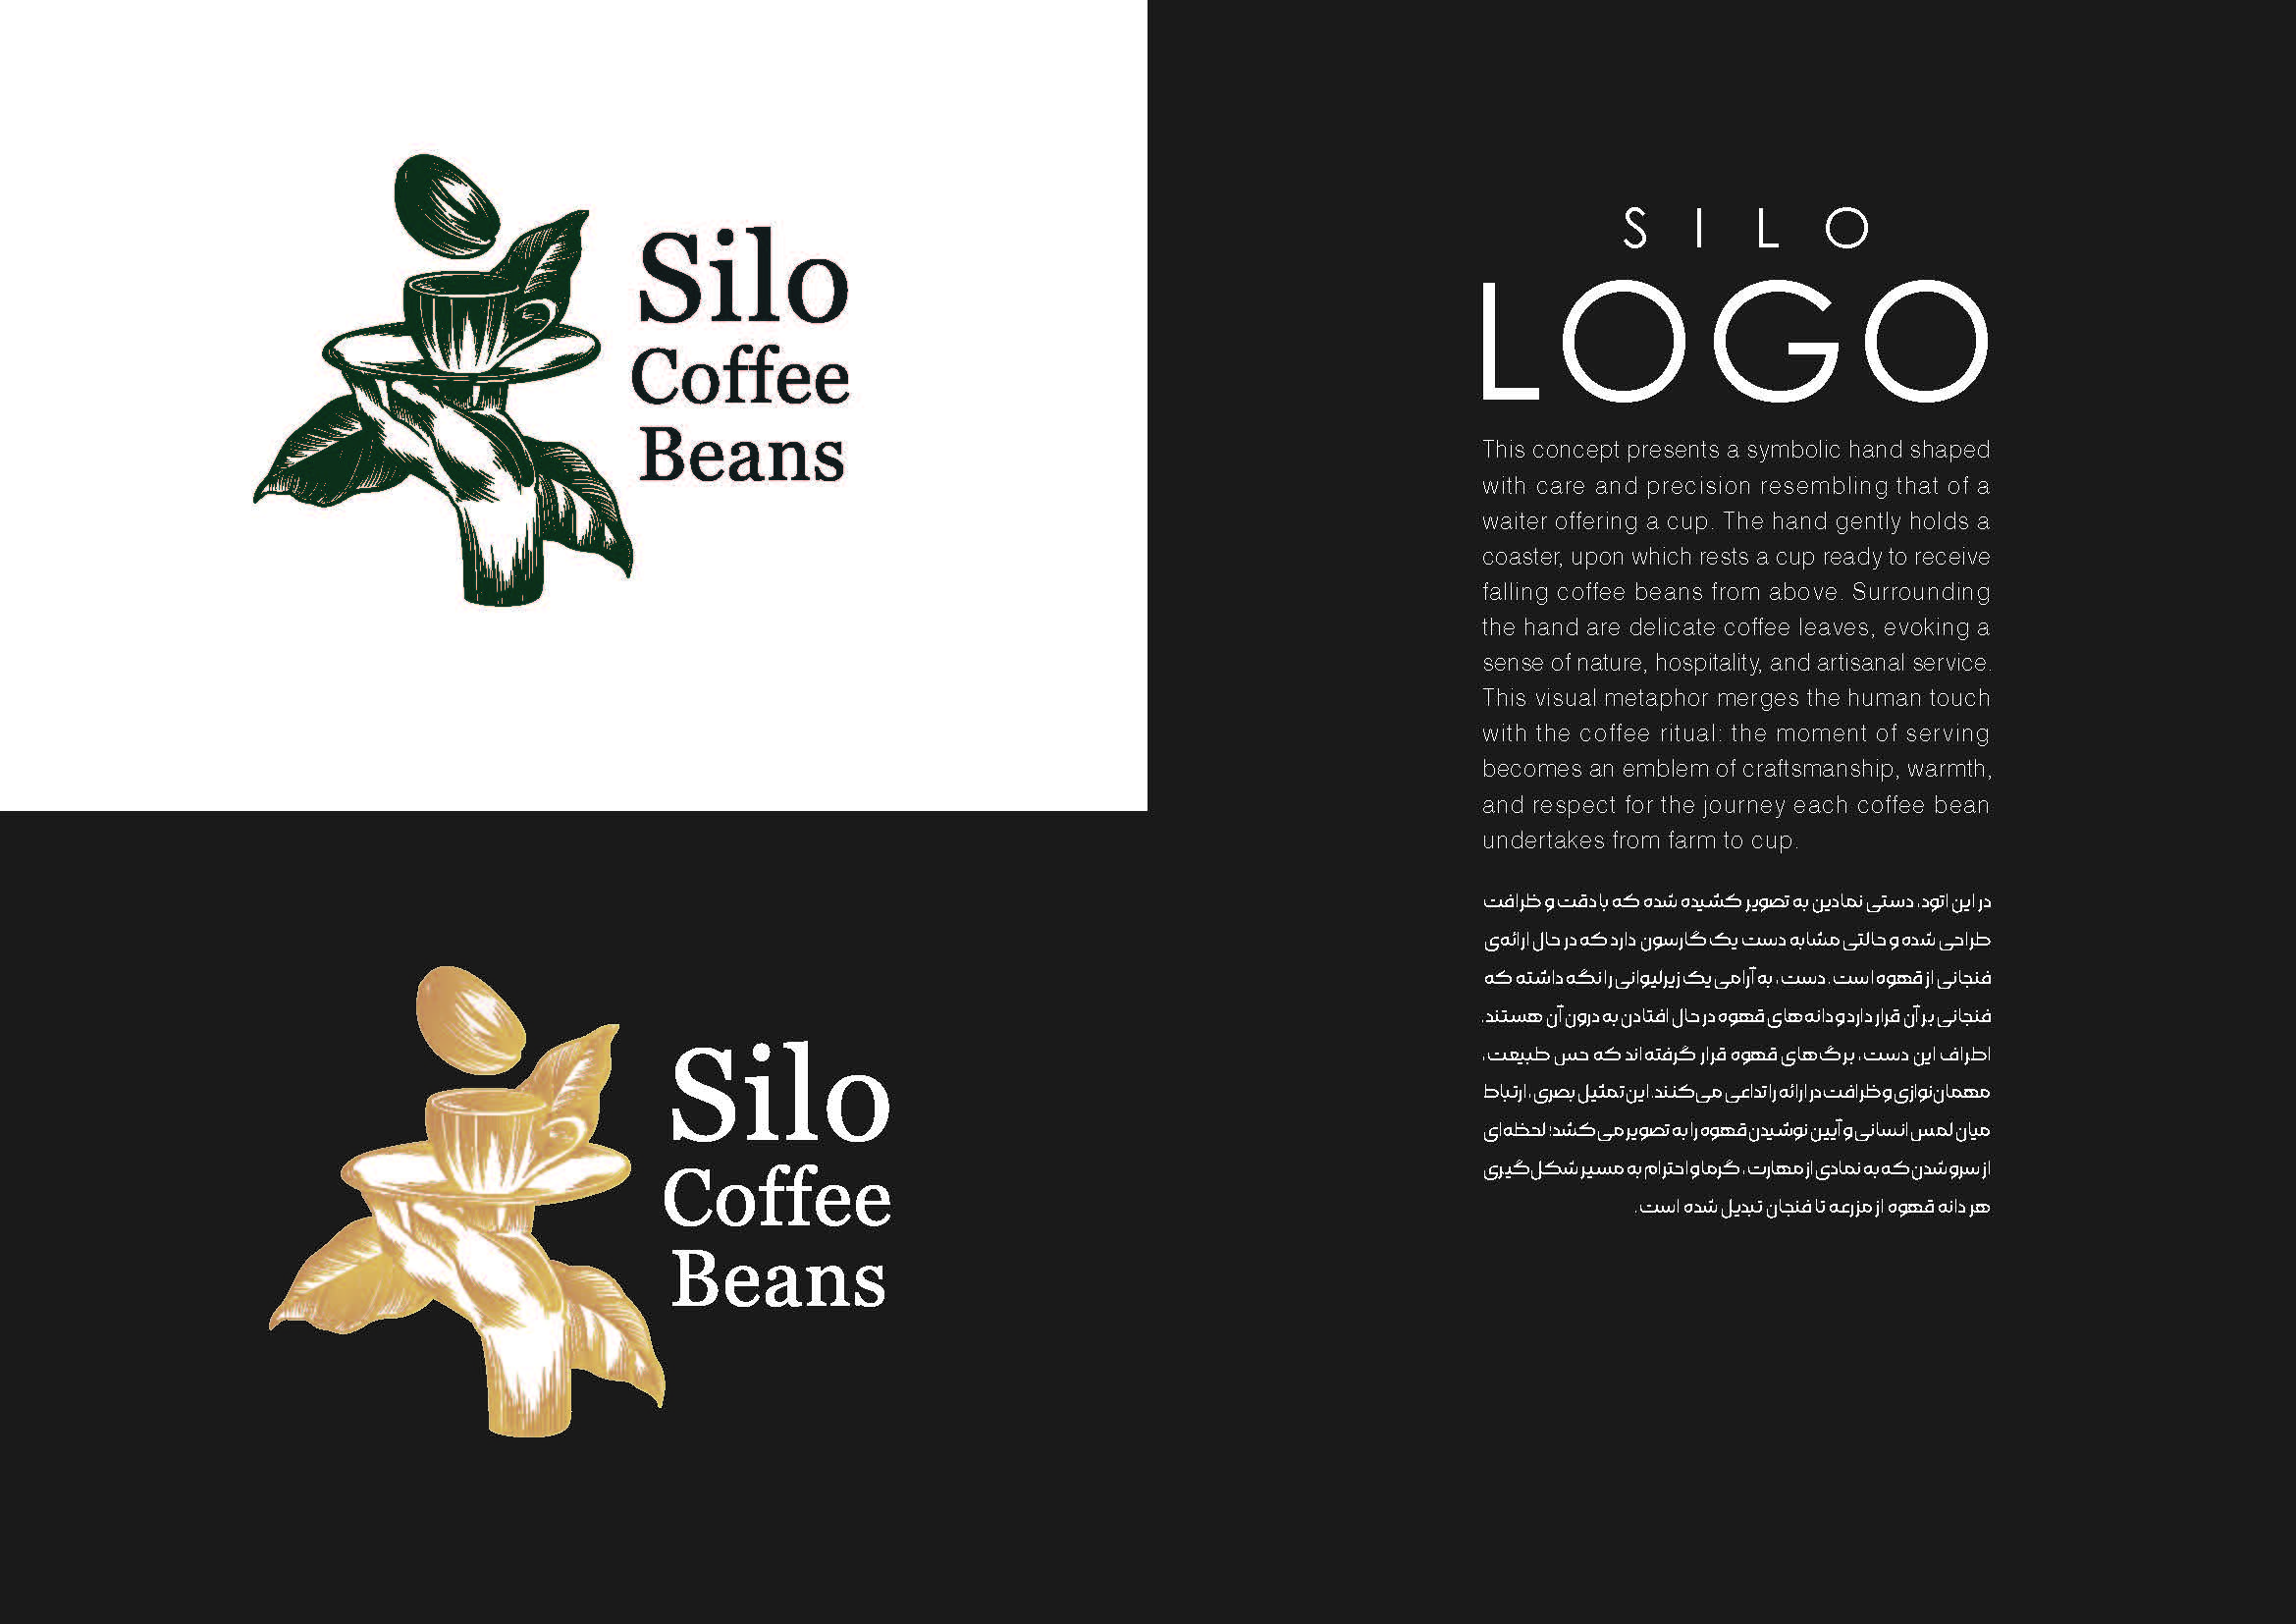 Silo
Coffee
Beans
Silo
Coffee
Beans
SILO
LOGO
This concept presents a symbolic hand shaped
with care and precision resembling that of a
waiter offering a cup. The hand gently holds a
coaster, upon which rests a cup ready to receive
falling coffee beans from above. Surrounding
the hand are delicate coffee leaves, evoking a
sense of nature, hospitality, and artisanal service.
This visual metaphor merges the human touch
with the coffee ritual: the moment of serving
becomes an emblem of craftsmanship, warmth,
and respect for the journey each coffee bean
undertakes from farm to cup.
در این اتود، دستی نمادین به تصویر کشیده شده که با دقت و ظرافت
طراحی شده و حالتی مشابه دست یک گارسون دارد که در حال ارائه‌ی
فنجانی از قهوه است. دست، به آرامی یک زیرلیوانی را نگه داشته که
فنجانی بر آن قرار دارد و دانه‌های قهوه در حال افتادن به درون آن هستند.
اطراف این دست، برگ‌های قهوه قرار گرفته‌اند که حس طبیعت،
مهمان‌نوازی و ظرافت در ارائه را تداعی می‌کنند. این تمثیل بصری، ارتباط
میان لمس انسانی و آیین نوشیدن قهوه را به تصویر می‌کشد؛ لحظه‌ای
از سرو شدن که به نمادی از مهارت، گرما و احترام به مسیر شکل‌گیری
هر دانه قهوه از مزرعه تا فنجان تبدیل شده است.